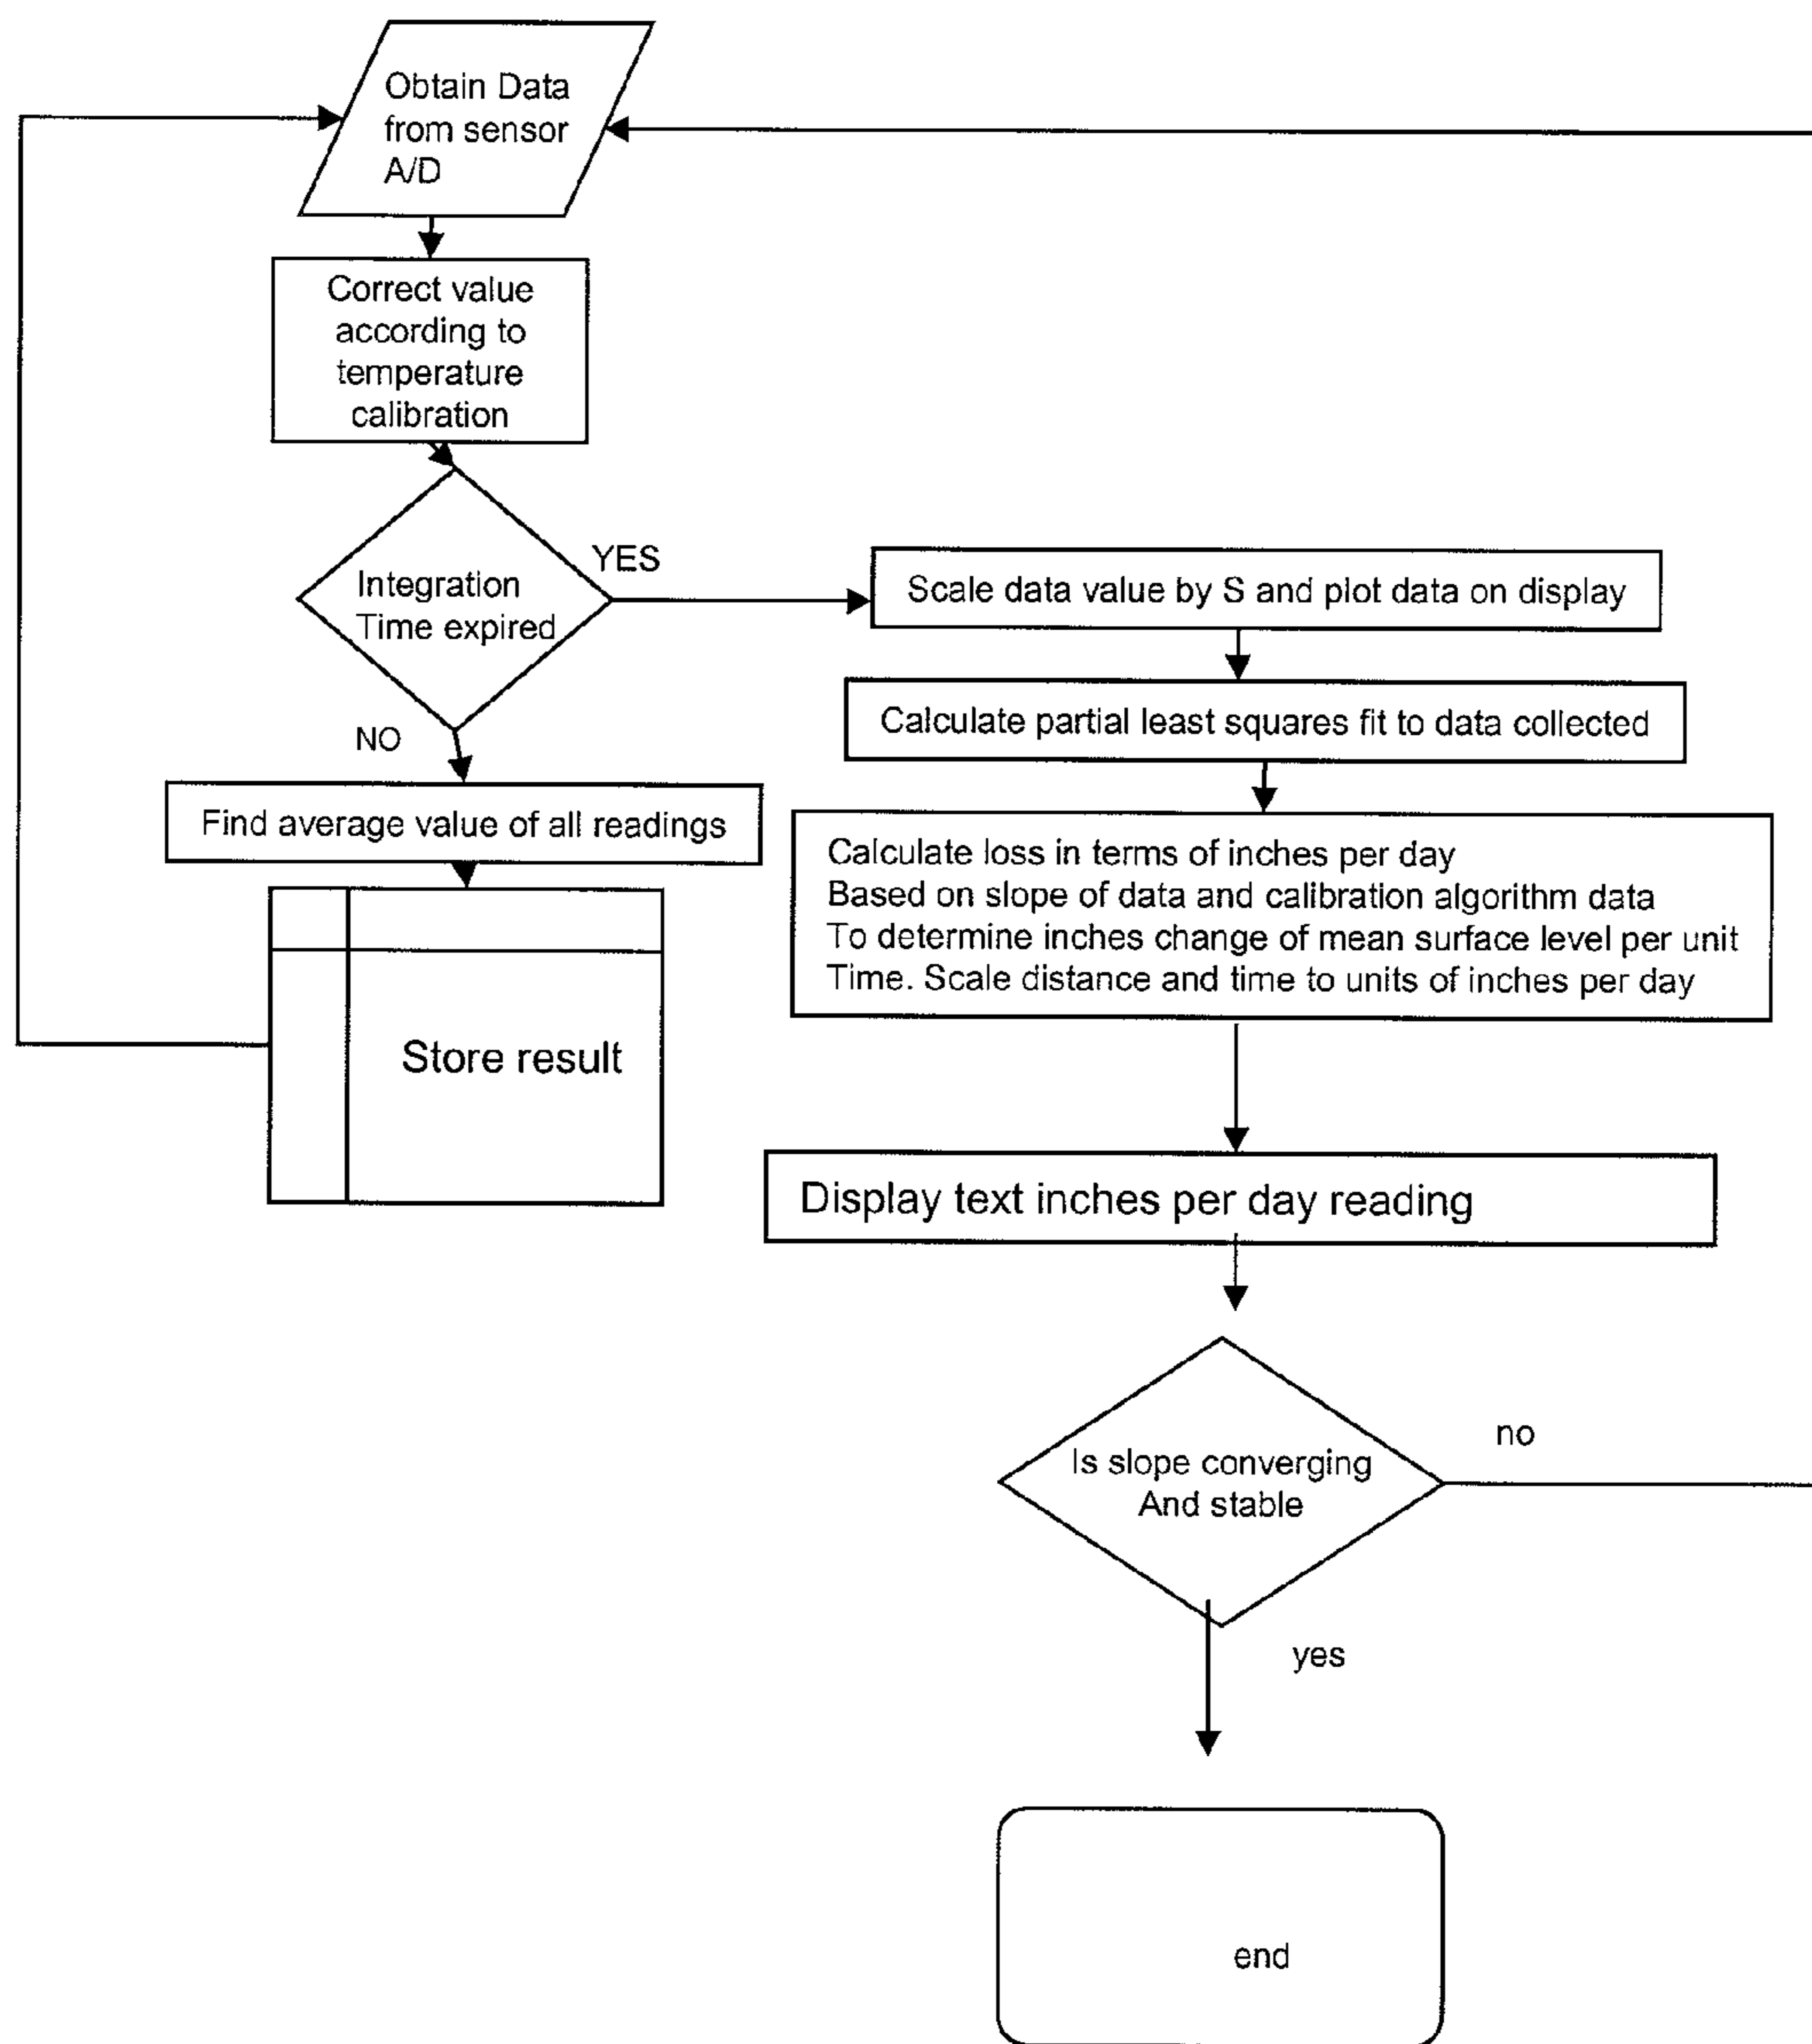 Obtain Data
from sensor
A/D
Correct value
according to
temperature
calibration
Integration
Time expired
YES
NO
Find average value of all readings
Store result
Scale data value by S and plot data on display
Calculate partial least squares fit to data collected
Calculate loss in terms of inches per day
Based on slope of data and calibration algorithm data
To determine inches change of mean surface level per unit
Time. Scale distance and time to units of inches per day
Display text inches per day reading
Is slope converging
And stable
no
yes
end